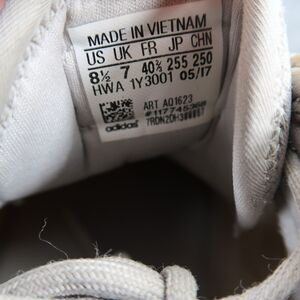 MADE IN VIETNAM
US UK FR JP CHN
8½ 7 40⅔ 255 250
HWA 1Y3001 05/17
ART AQ1623
#117745368
adidas